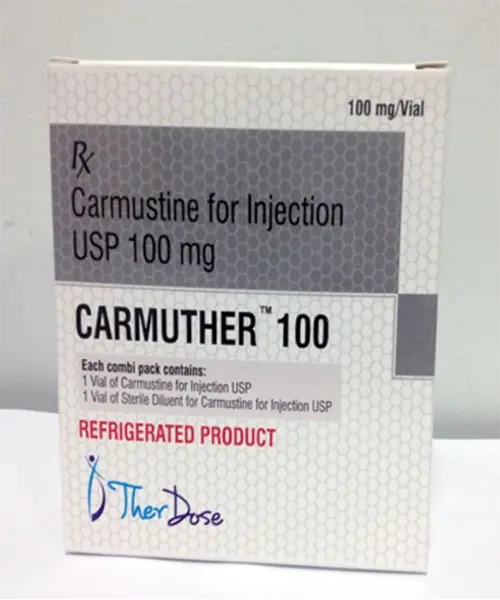 100 mg/Vial
Rx
Carmustine for Injection
USP 100 mg
CARMUTHER™ 100
Each combi pack contains:
1 Vial of Carmustine for Injection USP
1 Vial of Sterile Diluent for Carmustine for Injection USP
REFRIGERATED PRODUCT
TherDose